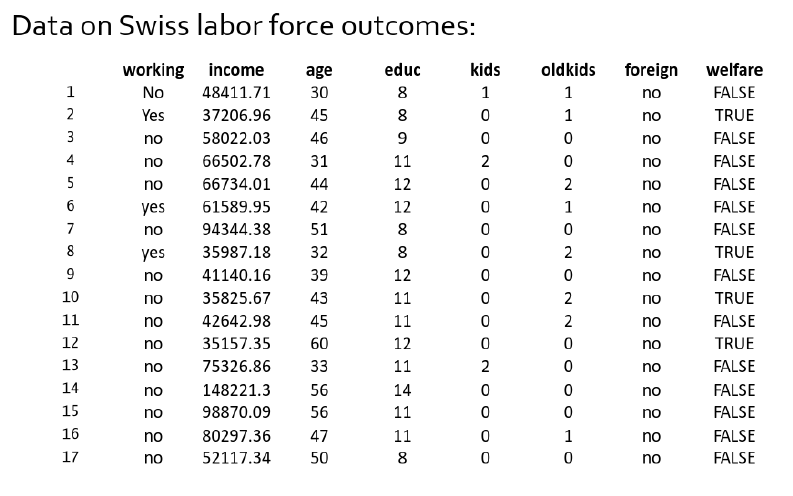 Data on Swiss labor force outcomes:
working income age educ kids oldkids foreign welfare
1 No 48411.71 30 8 1 1 no FALSE
2 Yes 37206.96 45 8 0 1 no TRUE
3 no 58022.03 46 9 0 0 no FALSE
4 no 66502.78 31 11 2 0 no FALSE
5 no 66734.01 44 12 0 2 no FALSE
6 yes 61589.95 42 12 0 1 no FALSE
7 no 94344.38 51 8 0 0 no FALSE
8 yes 35987.18 32 8 0 2 no TRUE
9 no 41140.16 39 12 0 0 no FALSE
10 no 35825.67 43 11 0 2 no TRUE
11 no 42642.98 45 11 0 2 no FALSE
12 no 35157.35 60 12 0 0 no TRUE
13 no 75326.86 33 11 2 0 no FALSE
14 no 148221.3 56 14 0 0 no FALSE
15 no 98870.09 56 11 0 0 no FALSE
16 no 80297.36 47 11 0 1 no FALSE
17 no 52117.34 50 8 0 0 no FALSE